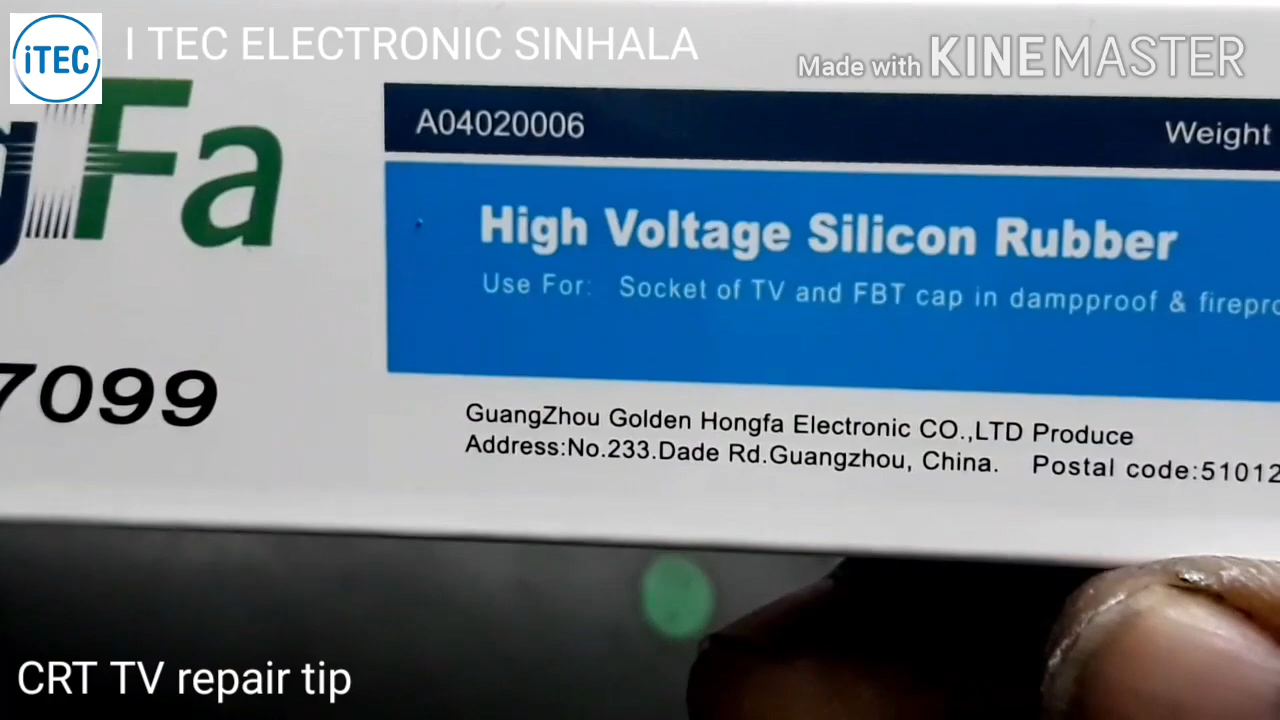 iTEC
I TEC ELECTRONIC SINHALA
Made with KINEMASTER
Fa
A04020006
Weight
High Voltage Silicon Rubber
Use For: Socket of TV and FBT cap in dampproof &
7099
GuangZhou Golden Hongfa Electronic CO.,LTD Produce
Address:No.233.Dade Rd.Guangzhou, China. Postal code:51012
CRT TV repair tip